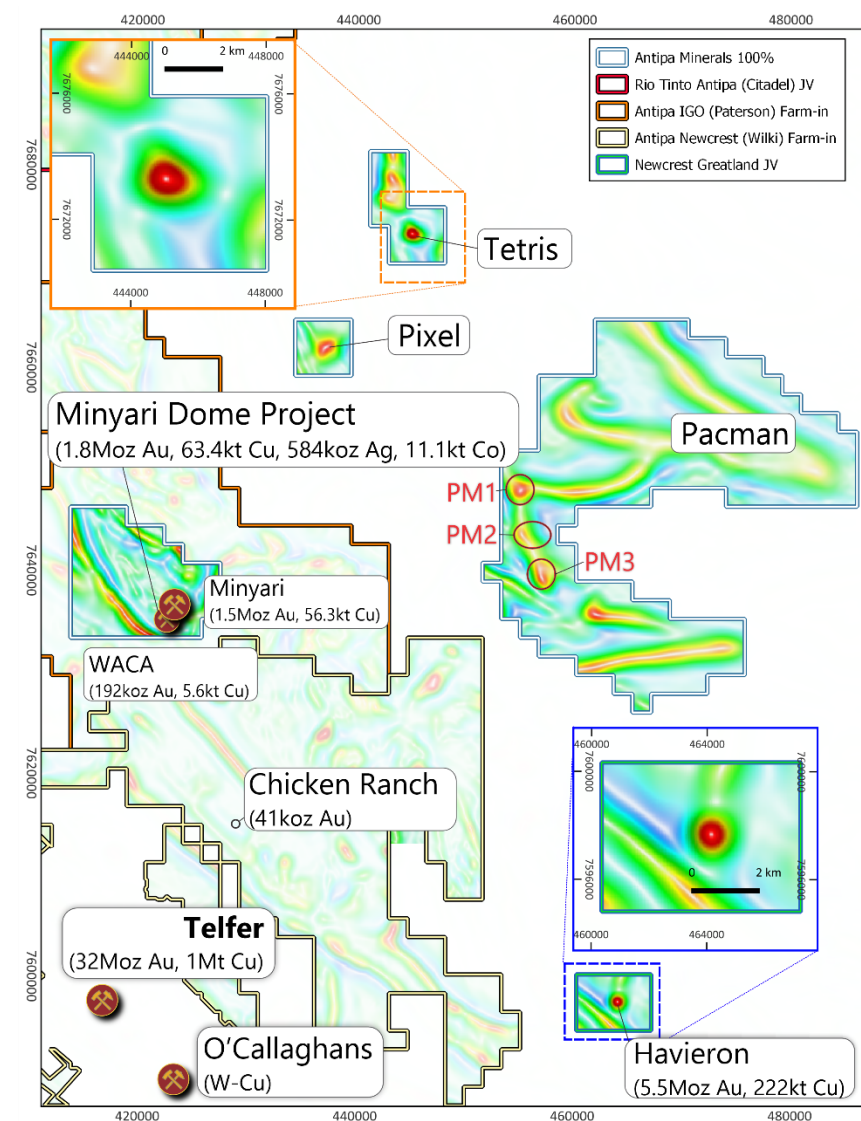 420000
440000
460000
480000
444000
448000
0
2 km
7676000
7672000
444000
448000
Antipa Minerals 100%
Rio Tinto Antipa (Citadel) JV
Antipa IGO (Paterson) Farm-in
Antipa Newcrest (Wilki) Farm-in
Newcrest Greatland JV
7680000
7676000
7672000
Tetris
Pixel
7660000
Minyari Dome Project
(1.8Moz Au, 63.4kt Cu, 584koz Ag, 11.1kt Co)
Pacman
PM1
PM2
PM3
7640000
Minyari
(1.5Moz Au, 56.3kt Cu)
WACA
(192koz Au, 5.6kt Cu)
7620000
Chicken Ranch
(41koz Au)
460000
464000
7600000
7600000
0
2 km
7596000
7596000
460000
464000
Telfer
(32Moz Au, 1Mt Cu)
7600000
O'Callaghans
(W-Cu)
Havieron
(5.5Moz Au, 222kt Cu)
420000
440000
460000
480000